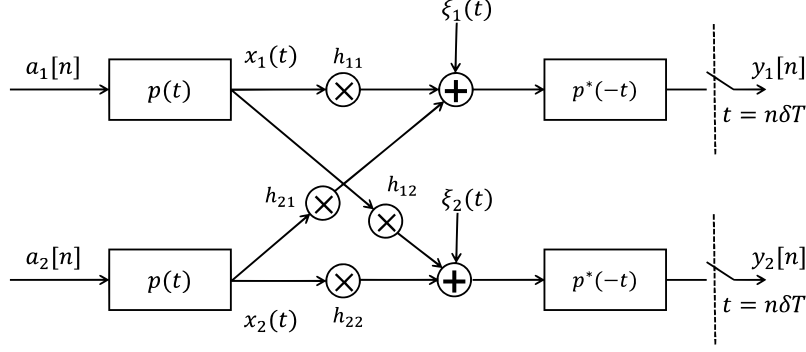 ξ₁(t)
a₁[n]
x₁(t)
h₁₁
y₁[n]
p(t)
p*(−t)
t = nδT
h₂₁
h₁₂
ξ₂(t)
a₂[n]
y₂[n]
p(t)
p*(−t)
t = nδT
x₂(t)
h₂₂